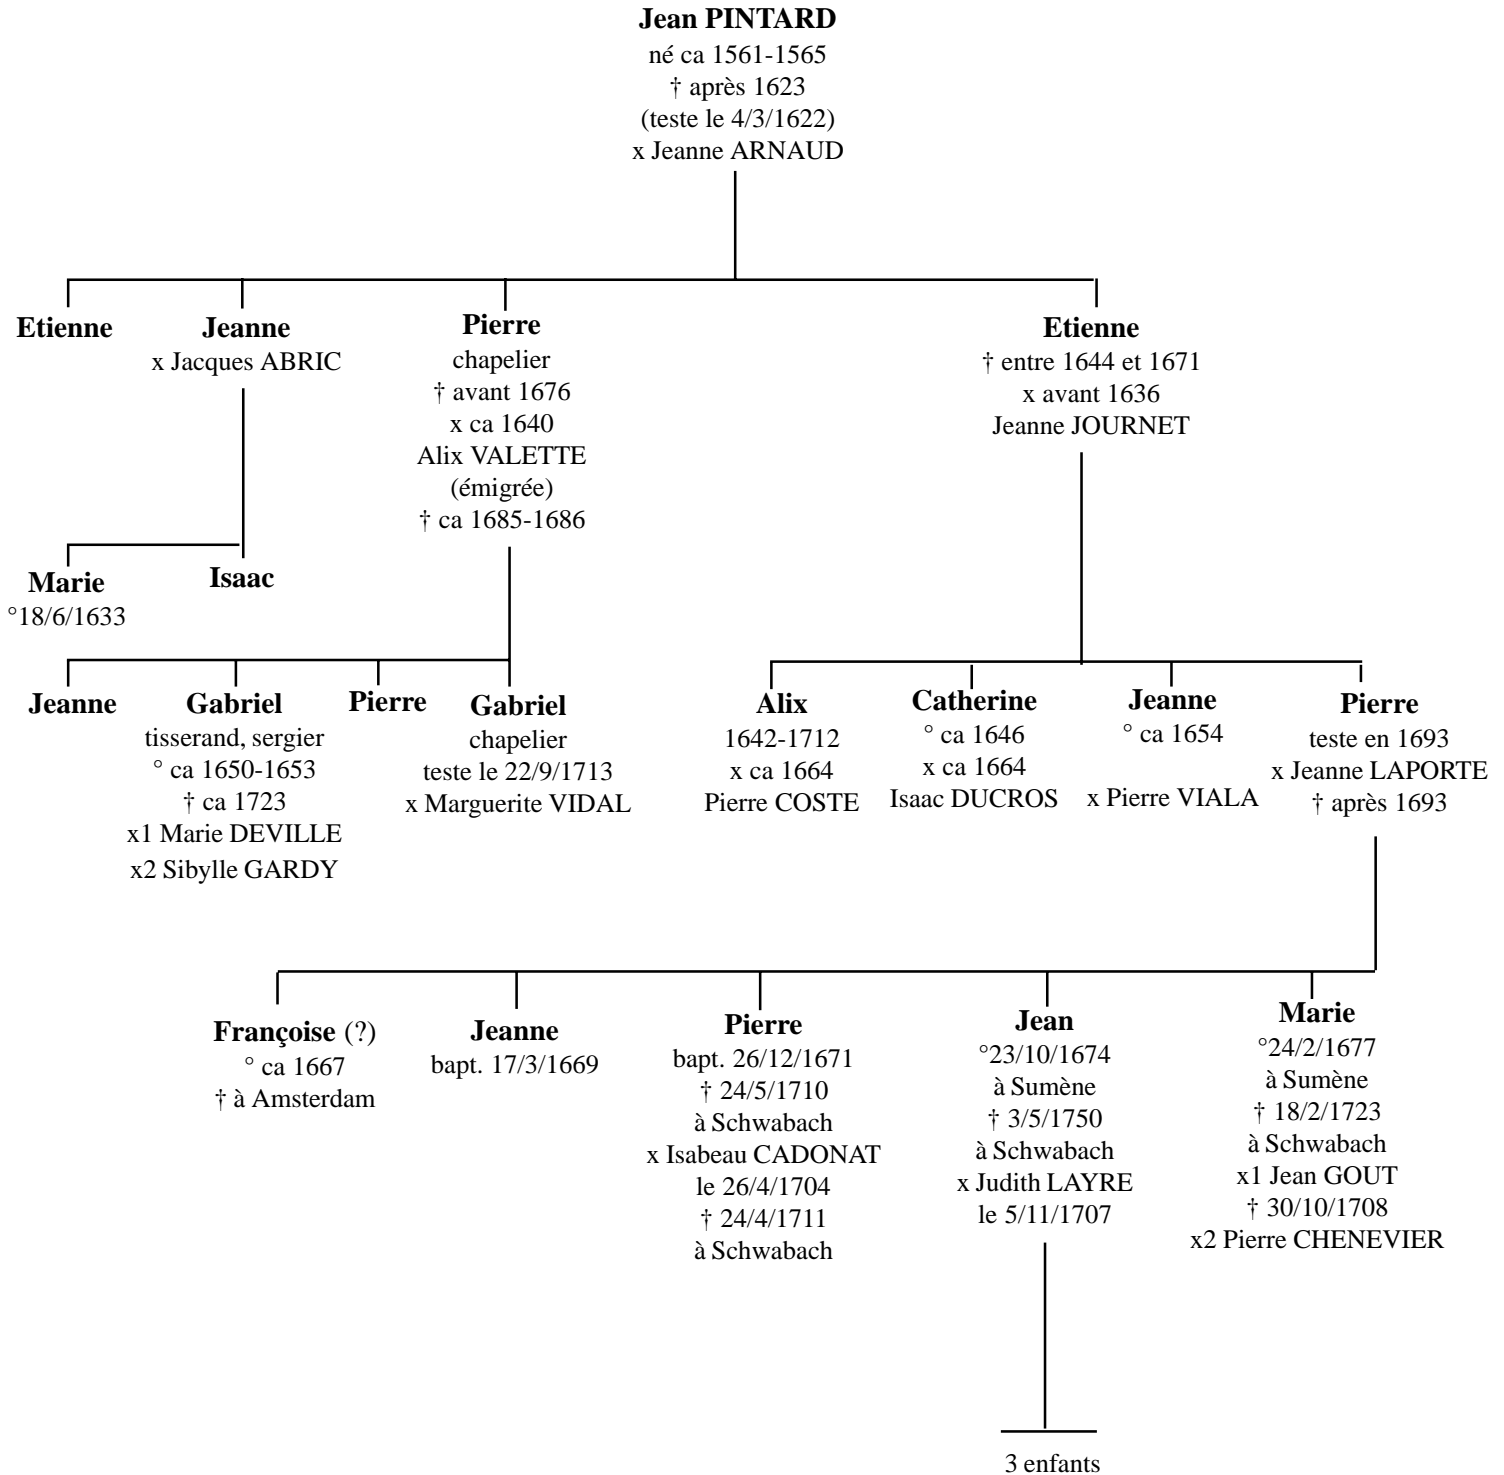 Jean PINTARD
né ca 1561-1565
† après 1623
(teste le 4/3/1622)
x Jeanne ARNAUD
Etienne
Jeanne
x Jacques ABRIC
Pierre
chapelier
† avant 1676
x ca 1640
Alix VALETTE
(émigrée)
† ca 1685-1686
Etienne
† entre 1644 et 1671
x avant 1636
Jeanne JOURNET
Marie
°18/6/1633
Isaac
Jeanne
Gabriel
tisserand, sergier
° ca 1650-1653
† ca 1723
x1 Marie DEVILLE
x2 Sibylle GARDY
Pierre
Gabriel
chapelier
teste le 22/9/1713
x Marguerite VIDAL
Alix
1642-1712
x ca 1664
Pierre COSTE
Catherine
° ca 1646
x ca 1664
Isaac DUCROS
Jeanne
° ca 1654
x Pierre VIALA
Pierre
teste en 1693
x Jeanne LAPORTE
† après 1693
Françoise (?)
° ca 1667
† à Amsterdam
Jeanne
bapt. 17/3/1669
Pierre
bapt. 26/12/1671
† 24/5/1710
à Schwabach
x Isabeau CADONAT
le 26/4/1704
† 24/4/1711
à Schwabach
Jean
°23/10/1674
à Sumène
† 3/5/1750
à Schwabach
x Judith LAYRE
le 5/11/1707
Marie
°24/2/1677
à Sumène
† 18/2/1723
à Schwabach
x1 Jean GOUT
† 30/10/1708
x2 Pierre CHENEVIER
3 enfants